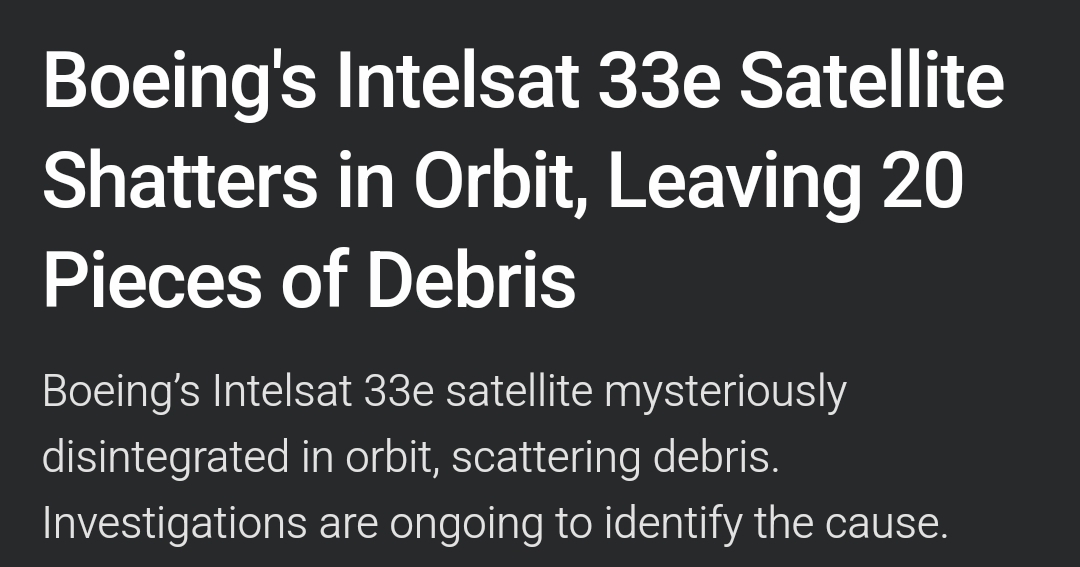 Boeing's Intelsat 33e Satellite
Shatters in Orbit, Leaving 20
Pieces of Debris
Boeing’s Intelsat 33e satellite mysteriously
disintegrated in orbit, scattering debris.
Investigations are ongoing to identify the cause.